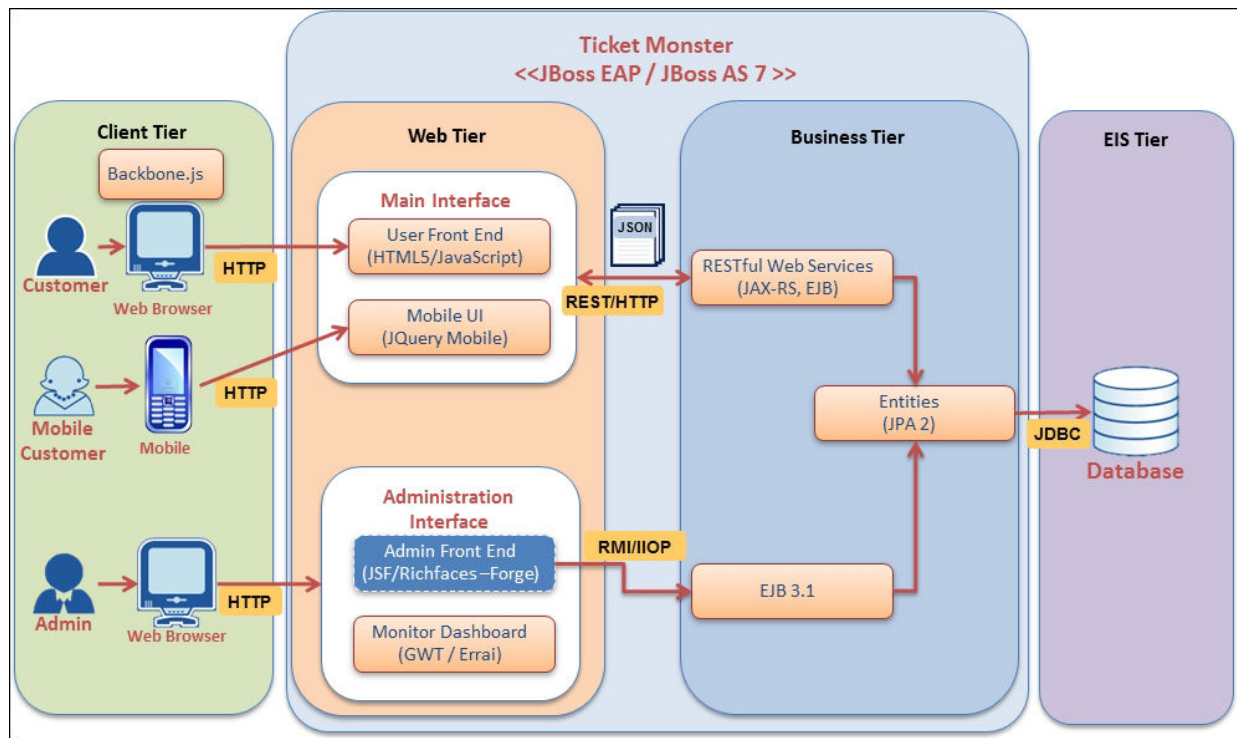 Ticket Monster
<<JBoss EAP / JBoss AS 7 >>
Client Tier
Backbone.js
Customer
Web Browser
HTTP
Mobile
Customer
Mobile
HTTP
Admin
Web Browser
HTTP
Web Tier
Main Interface
User Front End
(HTML5/JavaScript)
Mobile UI
(JQuery Mobile)
Administration
Interface
Admin Front End
(JSF/Richfaces –Forge)
Monitor Dashboard
(GWT / Errai)
JSON
REST/HTTP
RMI/IIOP
Business Tier
RESTful Web Services
(JAX-RS, EJB)
Entities
(JPA 2)
EJB 3.1
JDBC
EIS Tier
Database